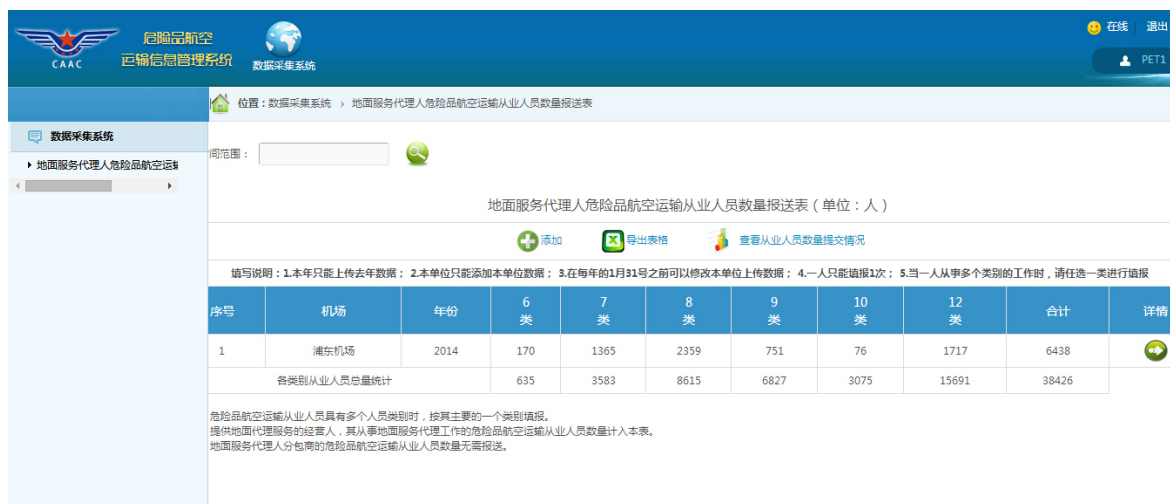 危险品航空
运输信息管理系统
CAAC
数据采集系统
在线 退出
PET1
位置：数据采集系统 › 地面服务代理人危险品航空运输从业人员数量报送表
数据采集系统
地面服务代理人危险品航空运
间范围：
地面服务代理人危险品航空运输从业人员数量报送表（单位：人）
添加 导出表格 查看从业人员数量提交情况
填写说明：1.本年只能上传去年数据； 2.本单位只能添加本单位数据； 3.在每年的1月31号之前可以修改本单位上传数据； 4.一人只能填报1次； 5.当一人从事多个类别的工作时，请任选一类进行填报
序号 机场 年份 6类 7类 8类 9类 10类 12类 合计 详情
1 浦东机场 2014 170 1365 2359 751 76 1717 6438
各类别从业人员总量统计 635 3583 8615 6827 3075 15691 38426
危险品航空运输从业人员具有多个人员类别时，按其主要的一个类别填报。
提供地面代理服务的经营人，其从事地面服务代理工作的危险品航空运输从业人员数量计入本表。
地面服务代理人分包商的危险品航空运输从业人员数量无需报送。